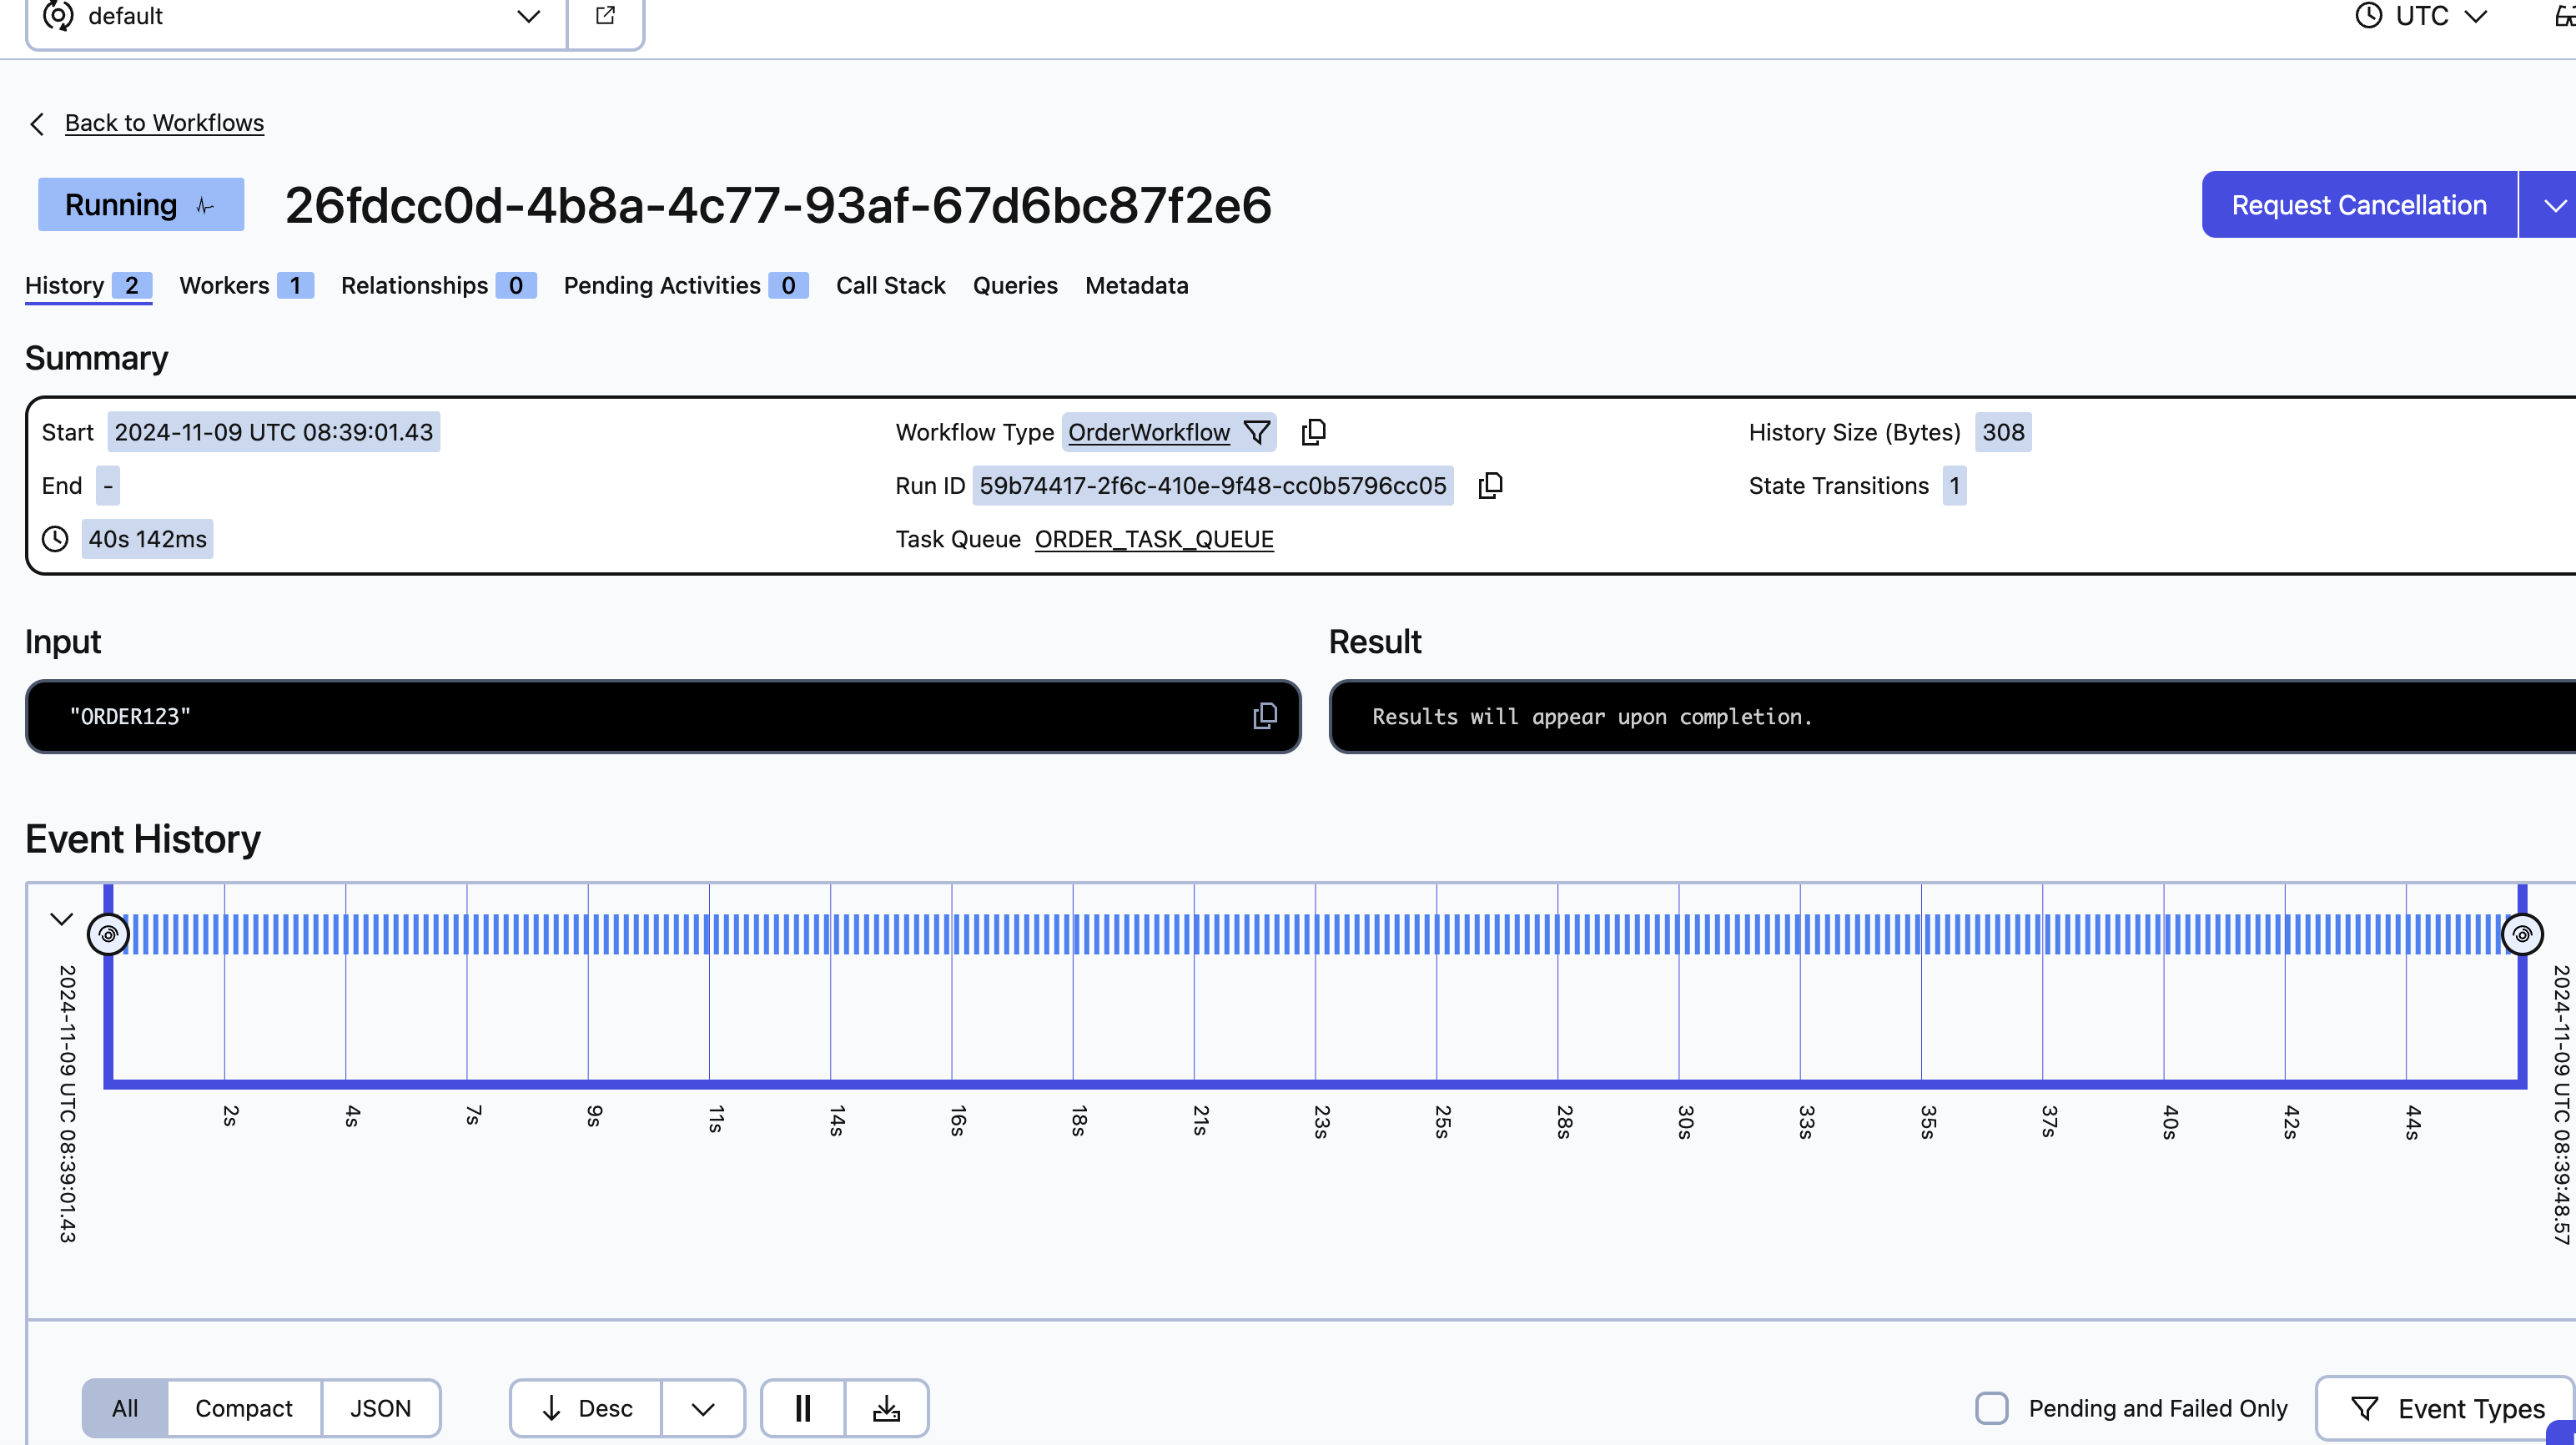 default
UTC
Back to Workflows
Running 26fdcc0d-4b8a-4c77-93af-67d6bc87f2e6
Request Cancellation
History 2 Workers 1 Relationships 0 Pending Activities 0 Call Stack Queries Metadata
Summary
Start 2024-11-09 UTC 08:39:01.43 Workflow Type OrderWorkflow History Size (Bytes) 308
End - Run ID 59b74417-2f6c-410e-9f48-cc0b5796cc05 State Transitions 1
40s 142ms Task Queue ORDER_TASK_QUEUE
Input
Result
"ORDER123"
Results will appear upon completion.
Event History
2024-11-09 UTC 08:39:01.43
2s 4s 7s 9s 11s 14s 16s 18s 21s 23s 25s 28s 30s 33s 35s 37s 40s 42s 44s
2024-11-09 UTC 08:39:48.57
All Compact JSON Desc Pending and Failed Only Event Types